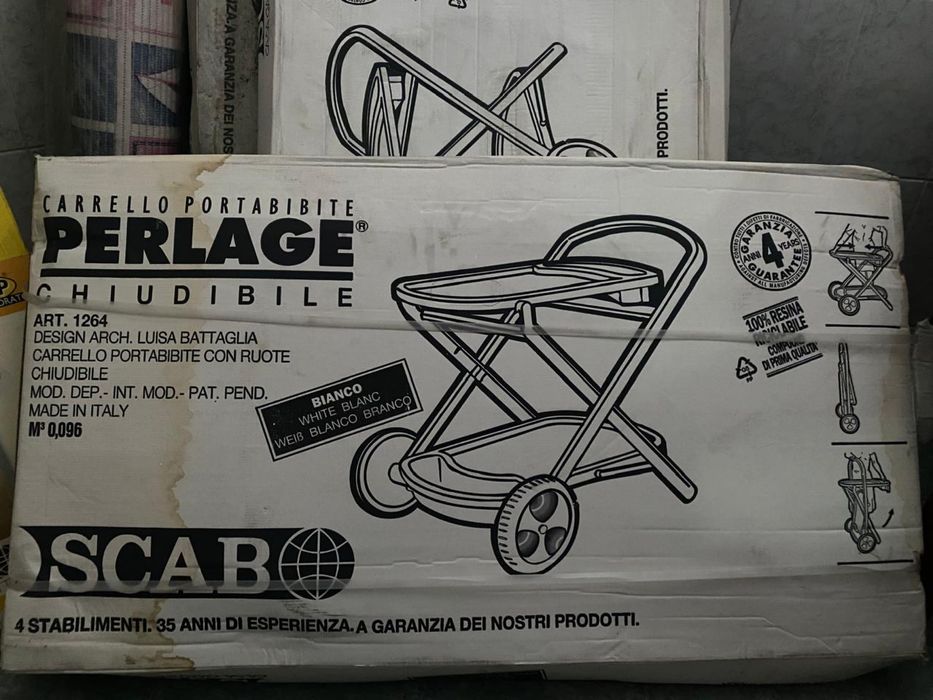 ZA A GARANZIA DEI NOS
PRODOTTI.
CARRELLO PORTABIBITE
PERLAGE®
CHIUDIBILE
ART. 1264
DESIGN ARCH. LUISA BATTAGLIA
CARRELLO PORTABIBITE CON RUOTE
CHIUDIBILE
MOD. DEP.- INT. MOD.- PAT. PEND.
MADE IN ITALY
M³ 0,096
BIANCO
WHITE BLANC
WEIß BLANCO BRANCO
GARANZIA
ANNI 4 YEARS
GUARANTEE
100% RESINA
RICICLABILE
DI PRIMA QUALITA'
SCAB
4 STABILIMENTI. 35 ANNI DI ESPERIENZA. A GARANZIA DEI NOSTRI PRODOTTI.